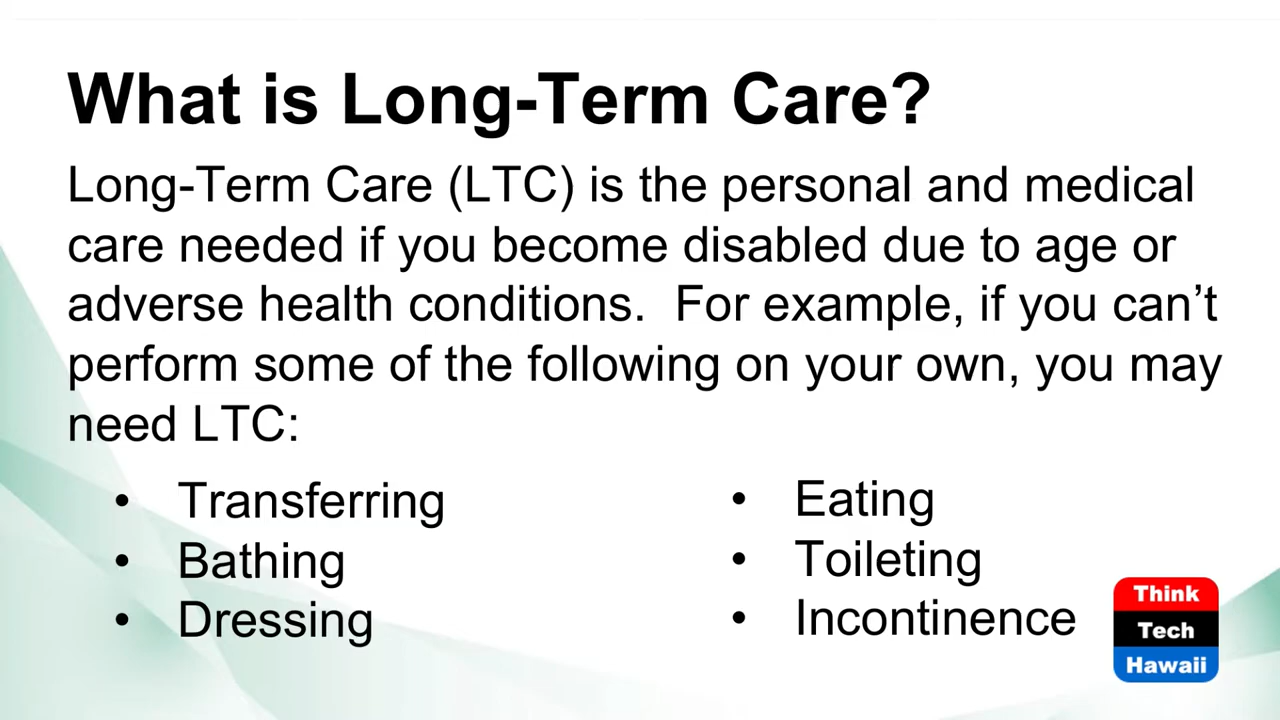 What is Long-Term Care?
Long-Term Care (LTC) is the personal and medical
care needed if you become disabled due to age or
adverse health conditions.  For example, if you can’t
perform some of the following on your own, you may
need LTC:
• Transferring
• Bathing
• Dressing
• Eating
• Toileting
• Incontinence
Think
Tech
Hawaii